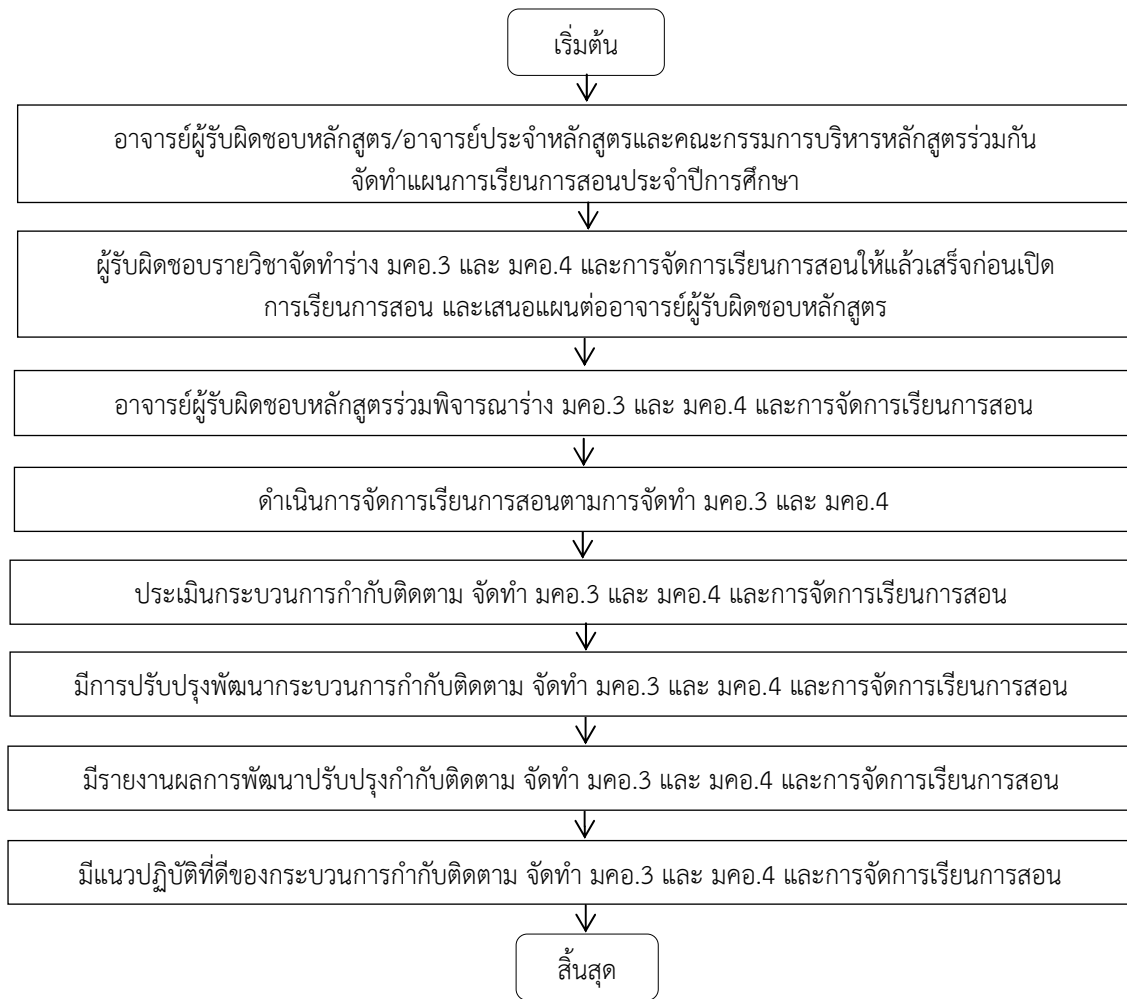 เริ่มต้น
อาจารย์ผู้รับผิดชอบหลักสูตร/อาจารย์ประจำหลักสูตรและคณะกรรมการบริหารหลักสูตรร่วมกัน
จัดทำแผนการเรียนการสอนประจำปีการศึกษา
ผู้รับผิดชอบรายวิชาจัดทำร่าง มคอ.3 และ มคอ.4 และการจัดการเรียนการสอนให้แล้วเสร็จก่อนเปิด
การเรียนการสอน และเสนอแผนต่ออาจารย์ผู้รับผิดชอบหลักสูตร
อาจารย์ผู้รับผิดชอบหลักสูตรร่วมพิจารณาร่าง มคอ.3 และ มคอ.4 และการจัดการเรียนการสอน
ดำเนินการจัดการเรียนการสอนตามการจัดทำ มคอ.3 และ มคอ.4
ประเมินกระบวนการกำกับติดตาม จัดทำ มคอ.3 และ มคอ.4 และการจัดการเรียนการสอน
มีการปรับปรุงพัฒนากระบวนการกำกับติดตาม จัดทำ มคอ.3 และ มคอ.4 และการจัดการเรียนการสอน
มีรายงานผลการพัฒนาปรับปรุงกำกับติดตาม จัดทำ มคอ.3 และ มคอ.4 และการจัดการเรียนการสอน
มีแนวปฏิบัติที่ดีของกระบวนการกำกับติดตาม จัดทำ มคอ.3 และ มคอ.4 และการจัดการเรียนการสอน
สิ้นสุด